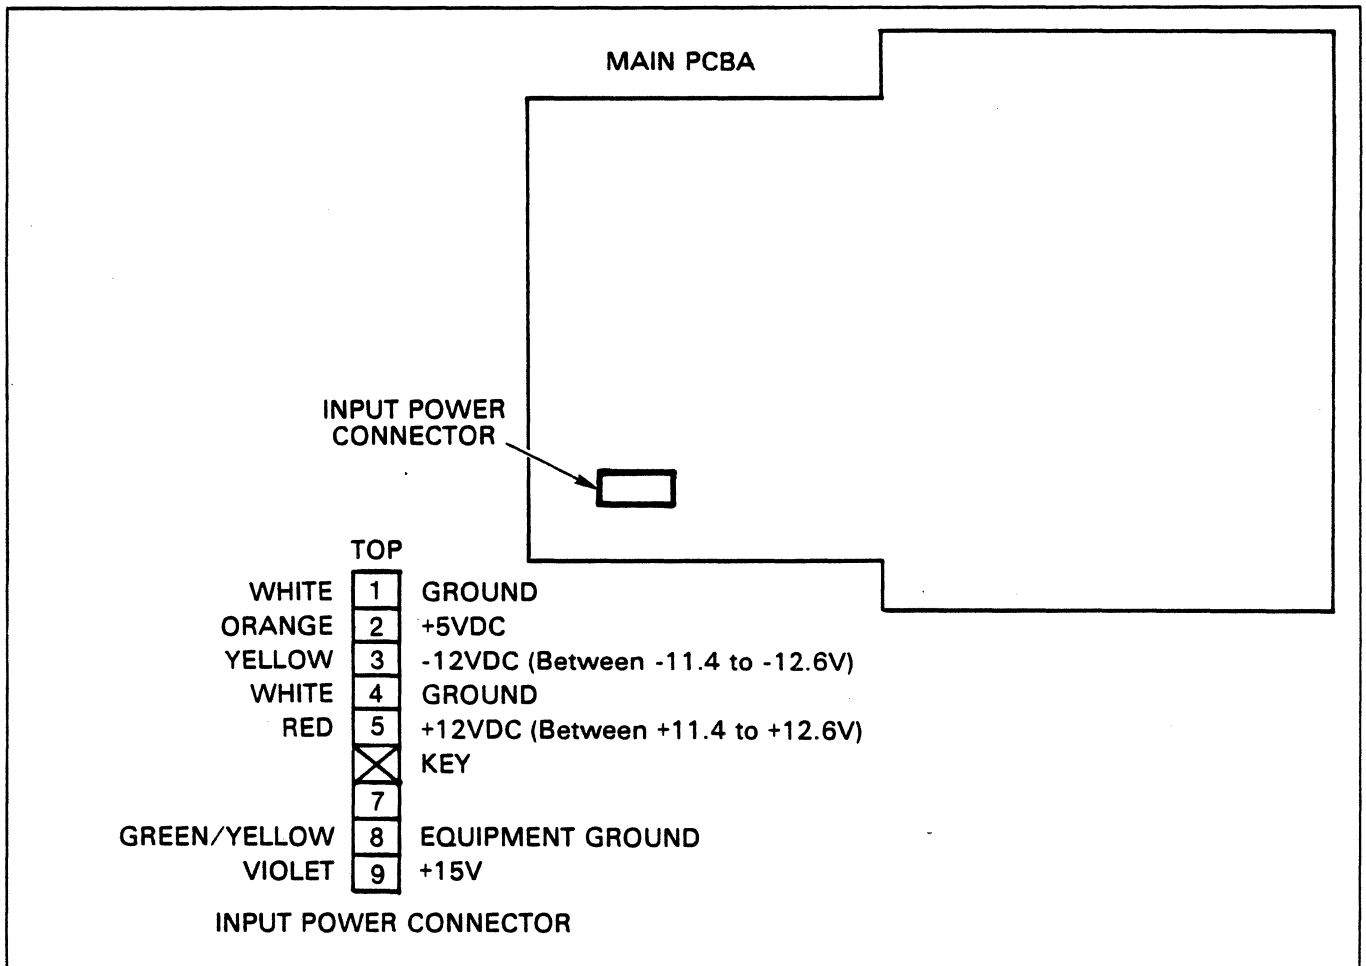 MAIN PCBA
INPUT POWER
CONNECTOR
TOP
WHITE 1 GROUND
ORANGE 2 +5VDC
YELLOW 3 -12VDC (Between -11.4 to -12.6V)
WHITE 4 GROUND
RED 5 +12VDC (Between +11.4 to +12.6V)
KEY
7
GREEN/YELLOW 8 EQUIPMENT GROUND
VIOLET 9 +15V
INPUT POWER CONNECTOR